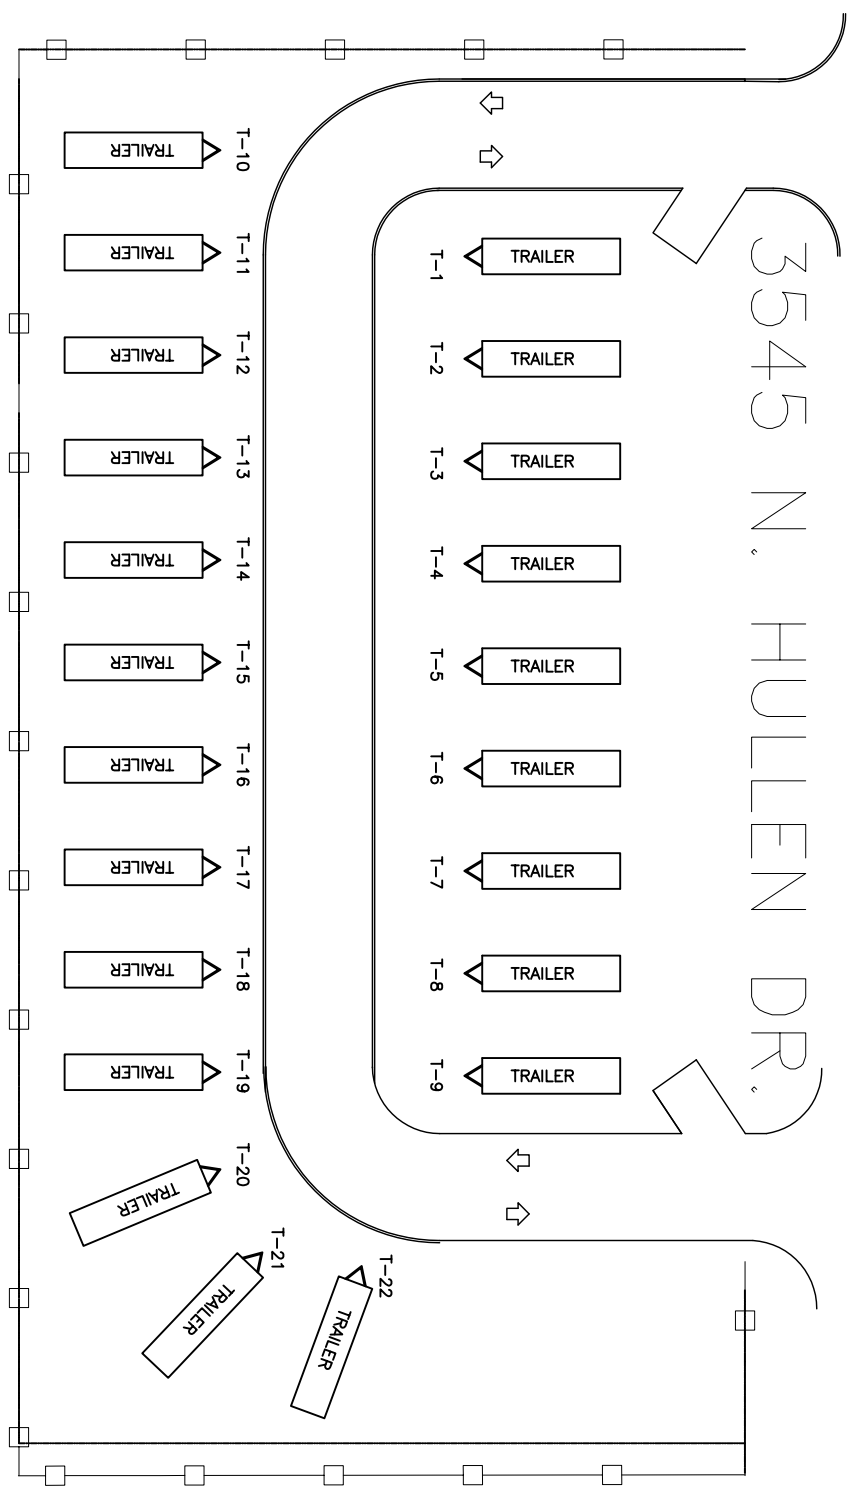 3545 N. HULLEN DR.
T-1
TRAILER
T-2
TRAILER
T-3
TRAILER
T-4
TRAILER
T-5
TRAILER
T-6
TRAILER
T-7
TRAILER
T-8
TRAILER
T-9
TRAILER
T-10
TRAILER
T-11
TRAILER
T-12
TRAILER
T-13
TRAILER
T-14
TRAILER
T-15
TRAILER
T-16
TRAILER
T-17
TRAILER
T-18
TRAILER
T-19
TRAILER
T-20
TRAILER
T-21
TRAILER
T-22
TRAILER